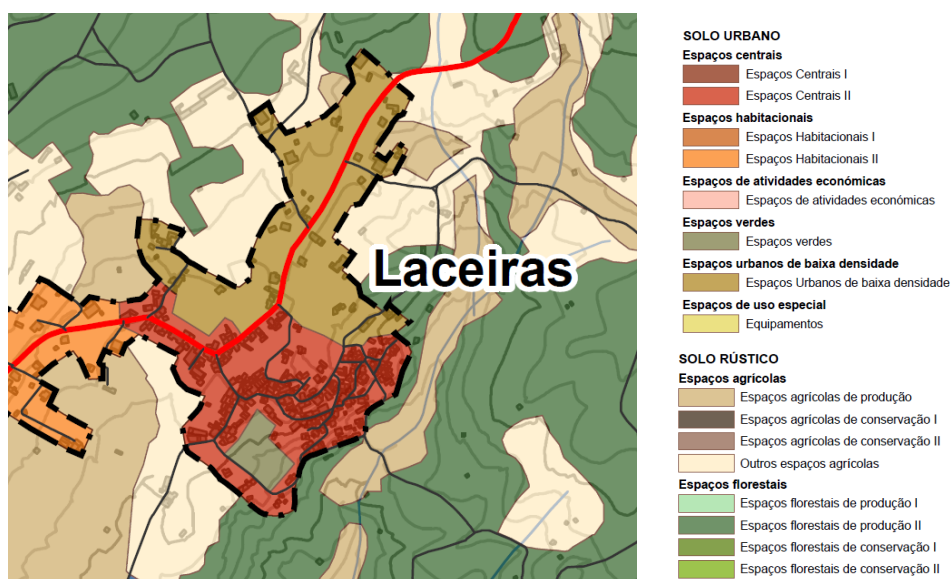 Laceiras
SOLO URBANO
Espaços centrais
Espaços Centrais I
Espaços Centrais II
Espaços habitacionais
Espaços Habitacionais I
Espaços Habitacionais II
Espaços de atividades económicas
Espaços de atividades económicas
Espaços verdes
Espaços verdes
Espaços urbanos de baixa densidade
Espaços Urbanos de baixa densidade
Espaços de uso especial
Equipamentos
SOLO RÚSTICO
Espaços agrícolas
Espaços agrícolas de produção
Espaços agrícolas de conservação I
Espaços agrícolas de conservação II
Outros espaços agrícolas
Espaços florestais
Espaços florestais de produção I
Espaços florestais de produção II
Espaços florestais de conservação I
Espaços florestais de conservação II